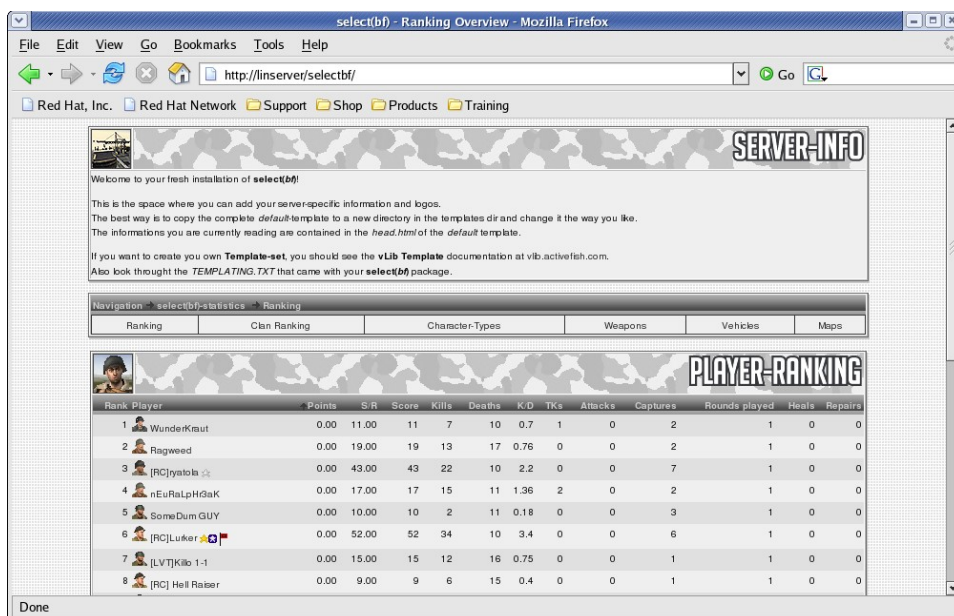 select(bf) - Ranking Overview - Mozilla Firefox
File Edit View Go Bookmarks Tools Help
http://linserver/selectbf/ Go G
Red Hat, Inc. Red Hat Network Support Shop Products Training
SERVER-INFO
Welcome to your fresh installation of select(bf)!
This is the space where you can add your server-specific information and logos.
The best way is to copy the complete default-template to a new directory in the templates dir and change it the way you like.
The informations you are currently reading are contained in the head.html of the default template.
If you want to create you own Template-set, you should see the vLib Template documentation at vlib.activefish.com.
Also look throught the TEMPLATING.TXT that came with your select(bf) package.
Navigation select(bf)-statistics Ranking
Ranking Clan Ranking Character-Types Weapons Vehicles Maps
PLAYER-RANKING
Rank Player Points S/R Score Kills Deaths K/D TKs Attacks Captures Rounds played Heals Repairs
1 WunderKraut 0.00 11.00 11 7 10 0.7 1 0 2 1 0 0
2 Ragweed 0.00 19.00 19 13 17 0.76 0 0 2 1 0 0
3 [RC]ryatola 0.00 43.00 43 22 10 2.2 0 0 7 1 0 0
4 nEuRaLpHr3aK 0.00 17.00 17 15 11 1.36 2 0 2 1 0 0
5 SomeDum GUY 0.00 10.00 10 2 11 0.18 0 0 3 1 0 0
6 [RC]Lurker 0.00 52.00 52 34 10 3.4 0 0 6 1 0 0
7 [LVT]Killo 1-1 0.00 15.00 15 12 16 0.75 0 0 1 1 0 0
8 [RC] Hell Raiser 0.00 9.00 9 6 15 0.4 0 0 1 1 0 0
Done